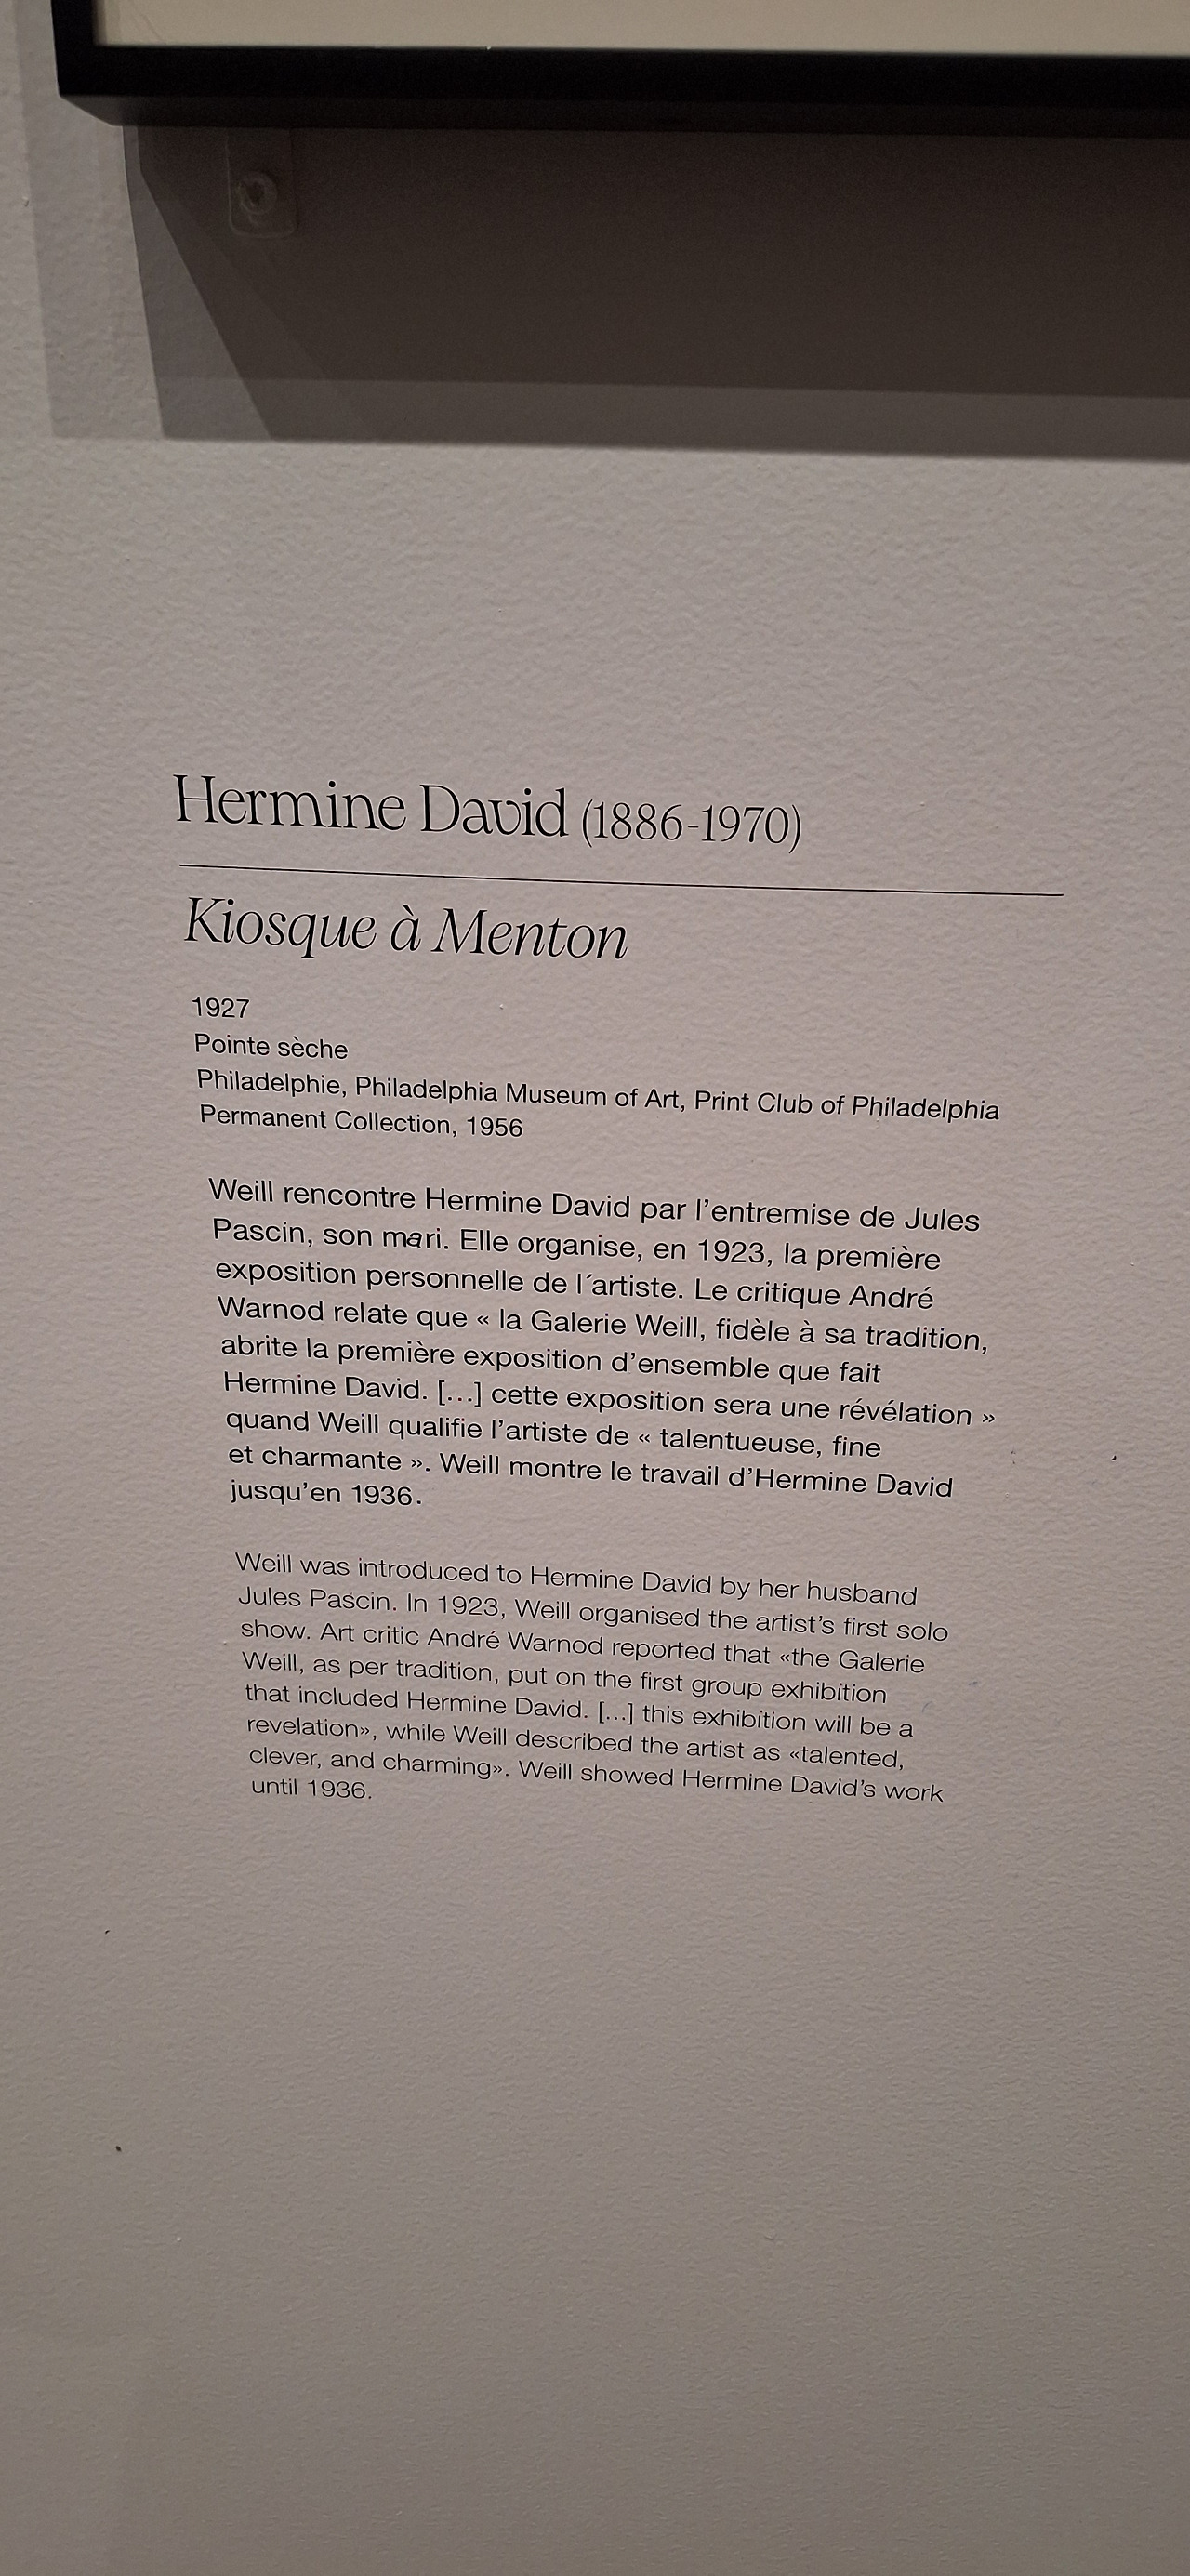 Hermine David (1886-1970)
Kiosque à Menton
1927
Pointe sèche
Philadelphie, Philadelphia Museum of Art, Print Club of Philadelphia
Permanent Collection, 1956
Weill rencontre Hermine David par l’entremise de Jules
Pascin, son mari. Elle organise, en 1923, la première
exposition personnelle de l´artiste. Le critique André
Warnod relate que « la Galerie Weill, fidèle à sa tradition,
abrite la première exposition d’ensemble que fait
Hermine David. […] cette exposition sera une révélation »
quand Weill qualifie l’artiste de « talentueuse, fine
et charmante ». Weill montre le travail d’Hermine David
jusqu’en 1936.
Weill was introduced to Hermine David by her husband
Jules Pascin. In 1923, Weill organised the artist’s first solo
show. Art critic André Warnod reported that «the Galerie
Weill, as per tradition, put on the first group exhibition
that included Hermine David. […] this exhibition will be a
revelation», while Weill described the artist as «talented,
clever, and charming». Weill showed Hermine David’s work
until 1936.